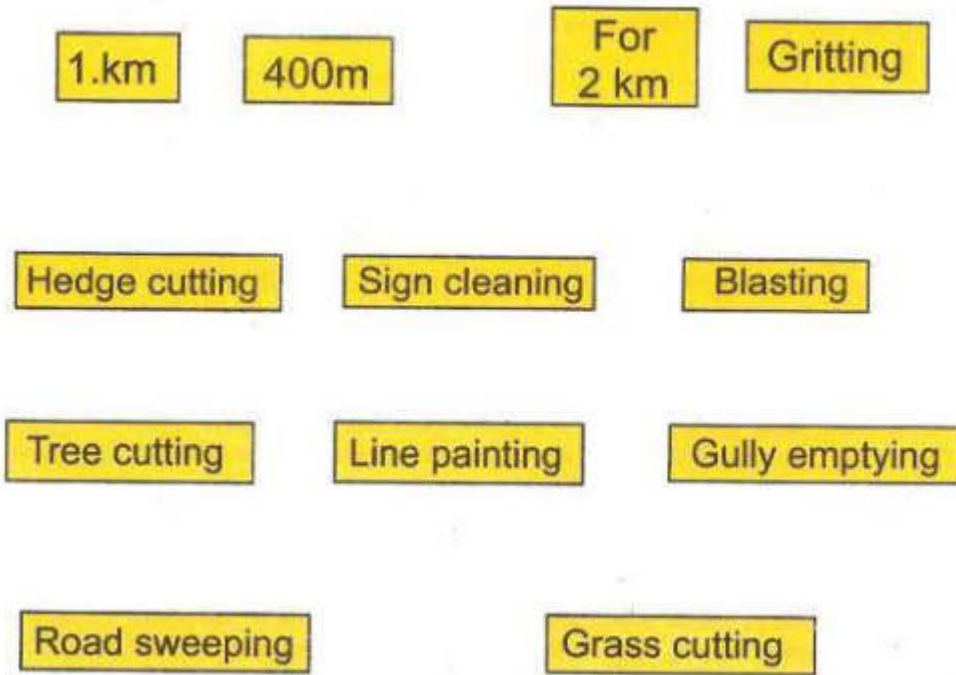 1.km
400m
For
2 km
Gritting
Hedge cutting
Sign cleaning
Blasting
Tree cutting
Line painting
Gully emptying
Road sweeping
Grass cutting